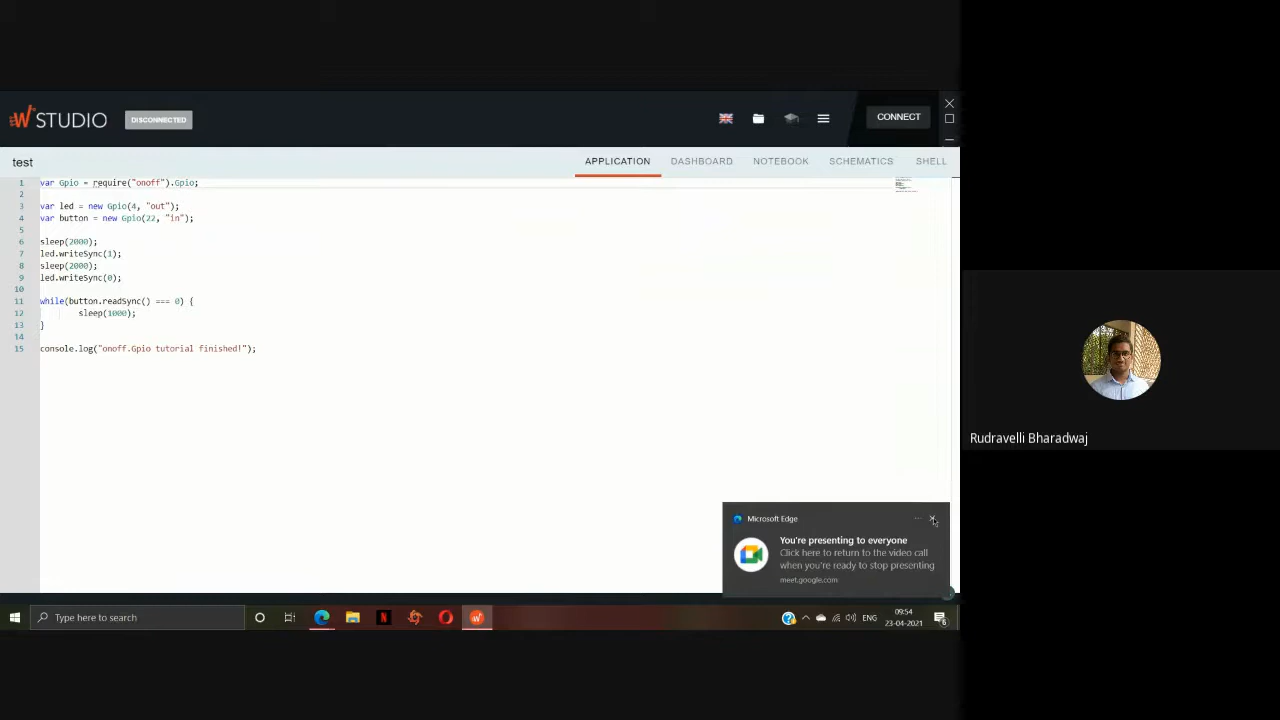 W STUDIO
DISCONNECTED
CONNECT
test
APPLICATION
DASHBOARD
NOTEBOOK
SCHEMATICS
SHELL
1 var Gpio = require("onoff").Gpio;
2
3 var led = new Gpio(4, "out");
4 var button = new Gpio(22, "in");
5
6 sleep(2000);
7 led.writeSync(1);
8 sleep(2000);
9 led.writeSync(0);
10
11 while(button.readSync() === 0) {
12 sleep(1000);
13 }
14
15 console.log("onoff.Gpio tutorial finished!");
Rudravelli Bharadwaj
Microsoft Edge
You're presenting to everyone
Click here to return to the video call
when you're ready to stop presenting
meet.google.com
Type here to search
ENG
09:54
23-04-2021
6